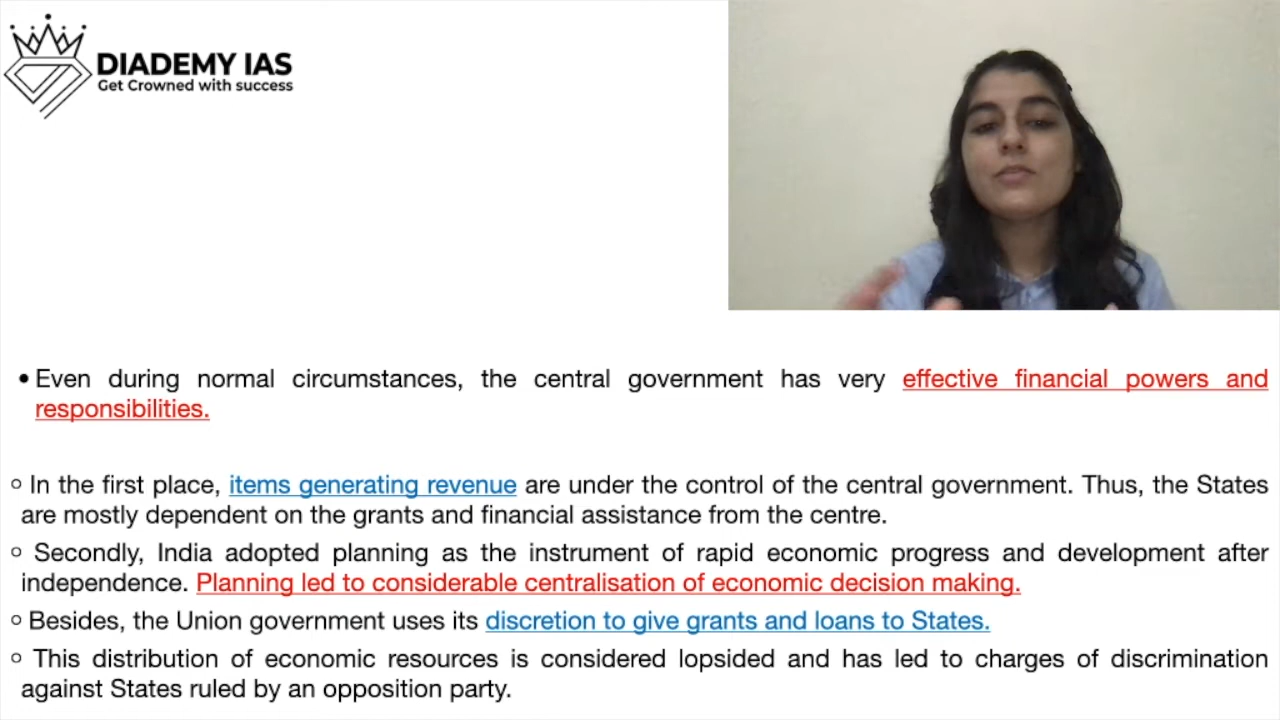 DIADEMY IAS
Get Crowned with success
• Even during normal circumstances, the central government has very effective financial powers and
responsibilities.
○ In the first place, items generating revenue are under the control of the central government. Thus, the States
are mostly dependent on the grants and financial assistance from the centre.
○ Secondly, India adopted planning as the instrument of rapid economic progress and development after
independence. Planning led to considerable centralisation of economic decision making.
○ Besides, the Union government uses its discretion to give grants and loans to States.
○ This distribution of economic resources is considered lopsided and has led to charges of discrimination
against States ruled by an opposition party.